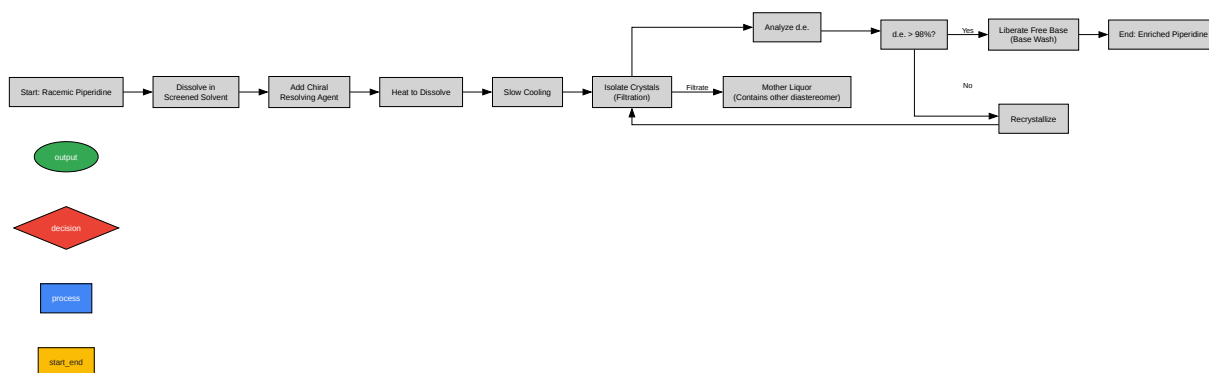 Start: Racemic Piperidine
Dissolve in
Screened Solvent
Add Chiral
Resolving Agent
Heat to Dissolve
Slow Cooling
Isolate Crystals
(Filtration)
Filtrate
Mother Liquor
(Contains other diastereomer)
Analyze d.e.
d.e. > 98%?
Yes
Liberate Free Base
(Base Wash)
End: Enriched Piperidine
No
Recrystallize
output
decision
process
start_end